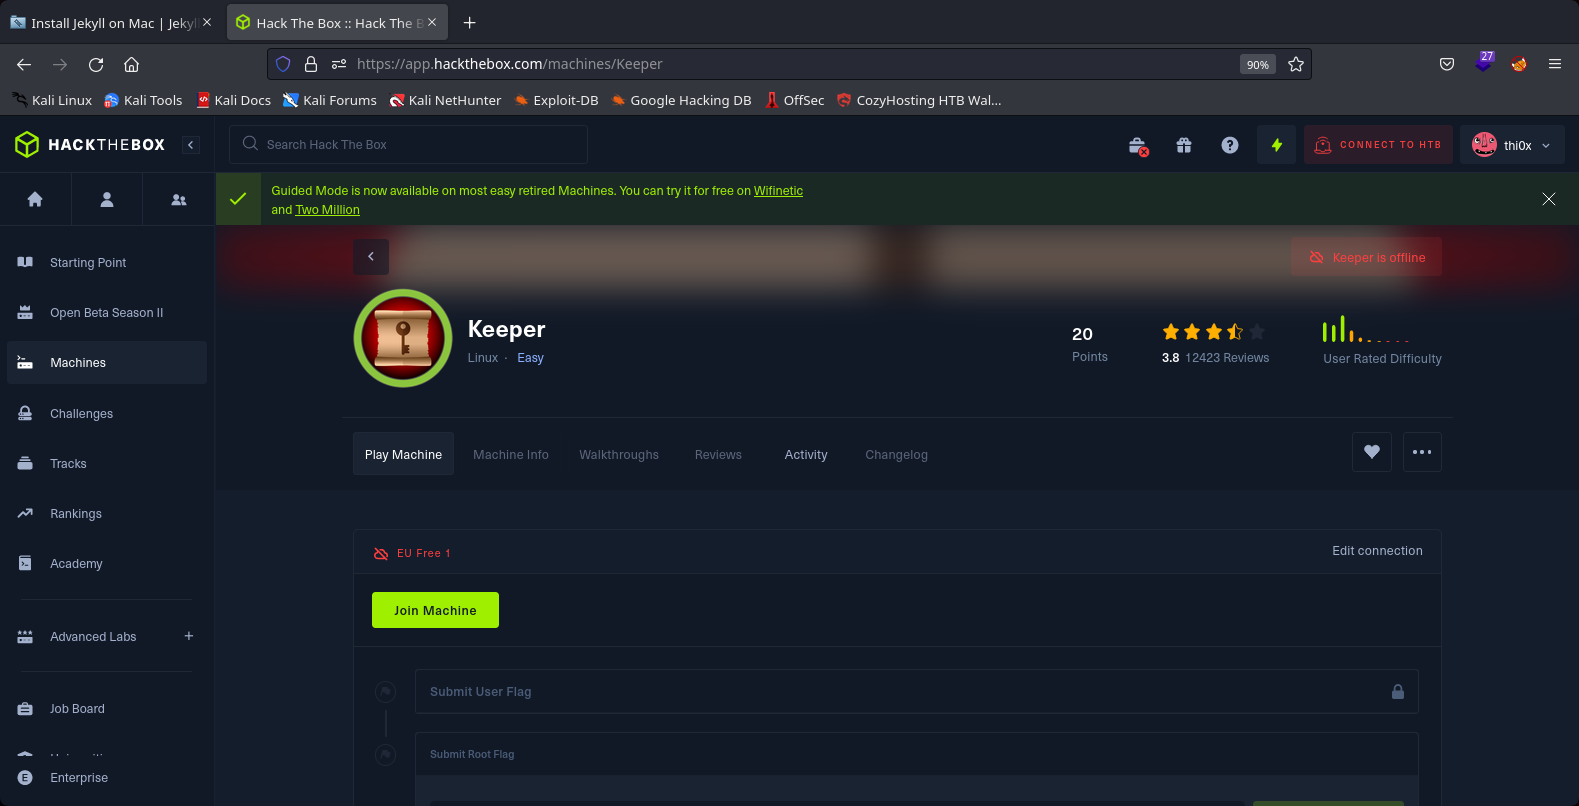 Install Jekyll on Mac | Jekyll
Hack The Box :: Hack The B
https://app.hackthebox.com/machines/Keeper
90%
27
Kali Linux
Kali Tools
Kali Docs
Kali Forums
Kali NetHunter
Exploit-DB
Google Hacking DB
OffSec
CozyHosting HTB Wal...
HACKTHEBOX
Search Hack The Box
CONNECT TO HTB
thi0x
Guided Mode is now available on most easy retired Machines. You can try it for free on Wifinetic
and Two Million
Starting Point
Open Beta Season II
Machines
Challenges
Tracks
Rankings
Academy
Advanced Labs
Job Board
E
Enterprise
Keeper is offline
Keeper
Linux · Easy
20
Points
3.8 12423 Reviews
User Rated Difficulty
Play Machine
Machine Info
Walkthroughs
Reviews
Activity
Changelog
EU Free 1
Edit connection
Join Machine
Submit User Flag
Submit Root Flag